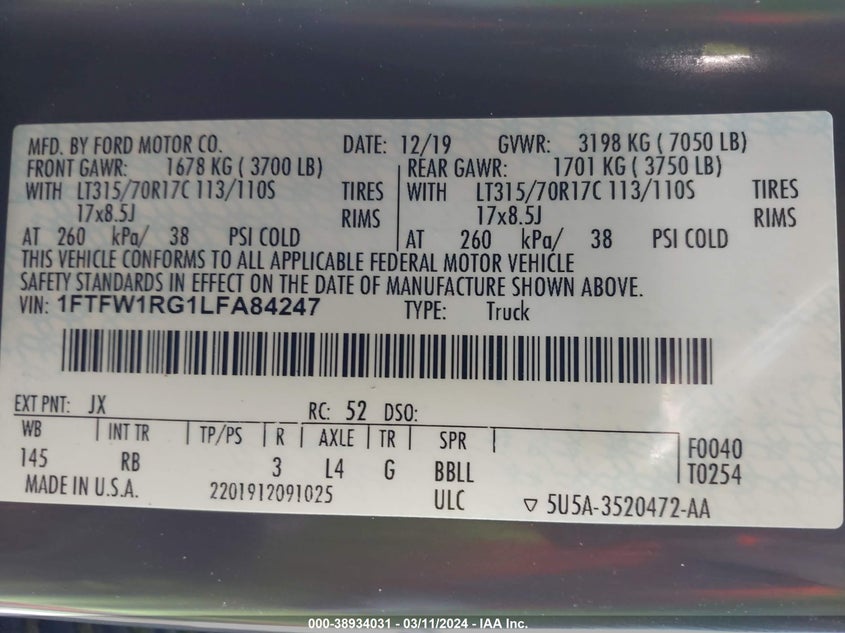 MFD. BY FORD MOTOR CO. DATE: 12/19 GVWR: 3198 KG ( 7050 LB)
FRONT GAWR: 1678 KG ( 3700 LB) REAR GAWR: 1701 KG ( 3750 LB)
WITH LT315/70R17C 113/110S TIRES WITH LT315/70R17C 113/110S TIRES
17x8.5J RIMS 17x8.5J RIMS
AT 260 kPa/ 38 PSI COLD AT 260 kPa/ 38 PSI COLD
THIS VEHICLE CONFORMS TO ALL APPLICABLE FEDERAL MOTOR VEHICLE
SAFETY STANDARDS IN EFFECT ON THE DATE OF MANUFACTURE SHOWN ABOVE.
VIN: 1FTFW1RG1LFA84247 TYPE: Truck
EXT PNT: JX RC: 52 DSO:
WB INT TR TP/PS R AXLE TR SPR F0040
145 RB 3 L4 G BBLL T0254
MADE IN U.S.A. 2201912091025 ULC ▽ 5U5A-3520472-AA
000-38934031 - 03/11/2024 - IAA Inc.